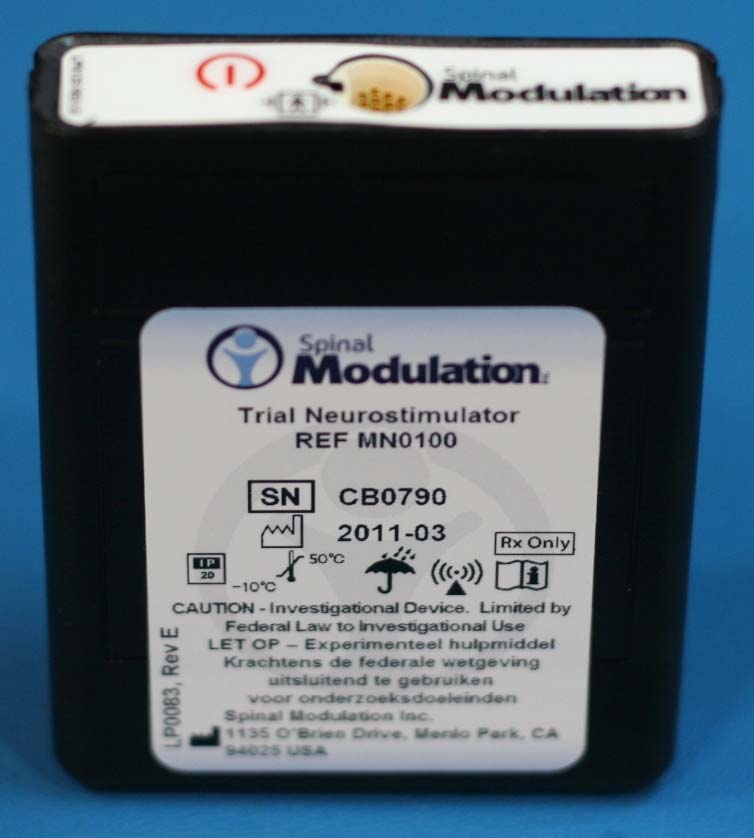 Spinal
Modulation
Spinal
Modulation
Trial Neurostimulator
REF MN0100
SN CB0790
2011-03
Rx Only
IP
20
-10°C
50°C
CAUTION - Investigational Device. Limited by
Federal Law to Investigational Use
LET OP – Experimenteel hulpmiddel
Krachtens de federale wetgeving
uitsluitend te gebruiken
voor onderzoeksdoeleinden
Spinal Modulation Inc.
1135 O'Brien Drive, Menlo Park, CA
94025 USA
LP0083, Rev E